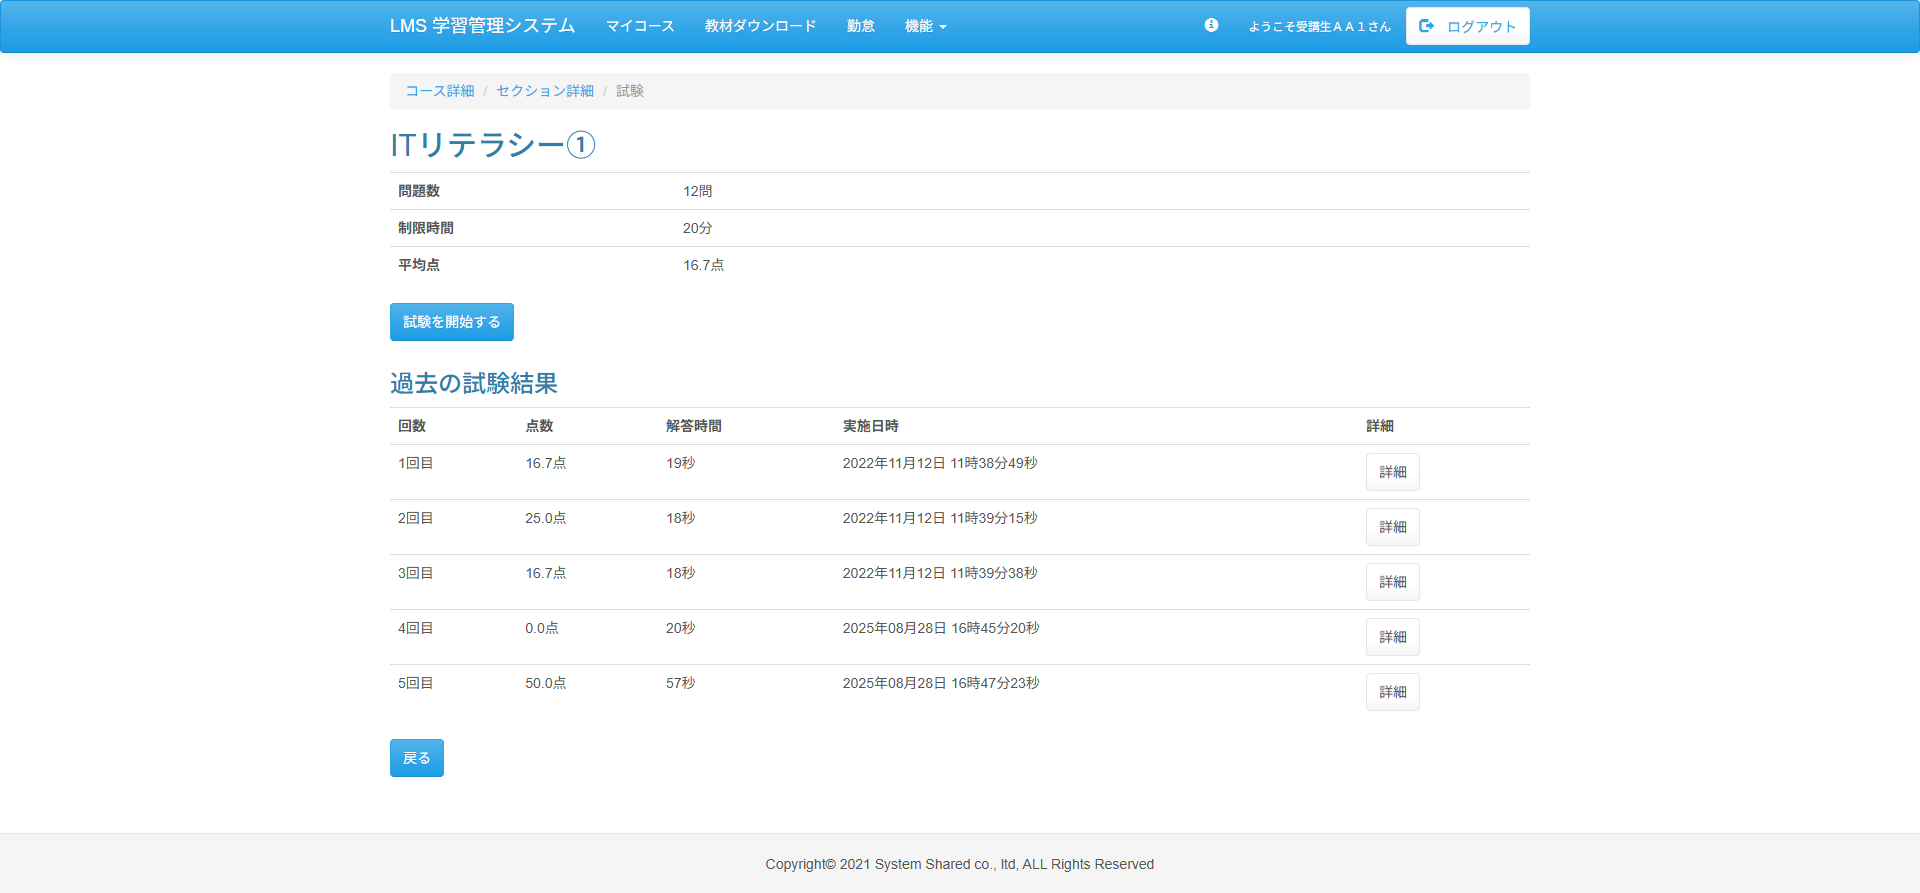 LMS 学習管理システム マイコース 教材ダウンロード 勤怠 機能 ようこそ受講生ＡＡ１さん ログアウト
コース詳細 / セクション詳細 / 試験
ITリテラシー①
問題数 12問
制限時間 20分
平均点 16.7点
試験を開始する
過去の試験結果
回数 点数 解答時間 実施日時 詳細
1回目 16.7点 19秒 2022年11月12日 11時38分49秒 詳細
2回目 25.0点 18秒 2022年11月12日 11時39分15秒 詳細
3回目 16.7点 18秒 2022年11月12日 11時39分38秒 詳細
4回目 0.0点 20秒 2025年08月28日 16時45分20秒 詳細
5回目 50.0点 57秒 2025年08月28日 16時47分23秒 詳細
戻る
Copyright© 2021 System Shared co., ltd, ALL Rights Reserved